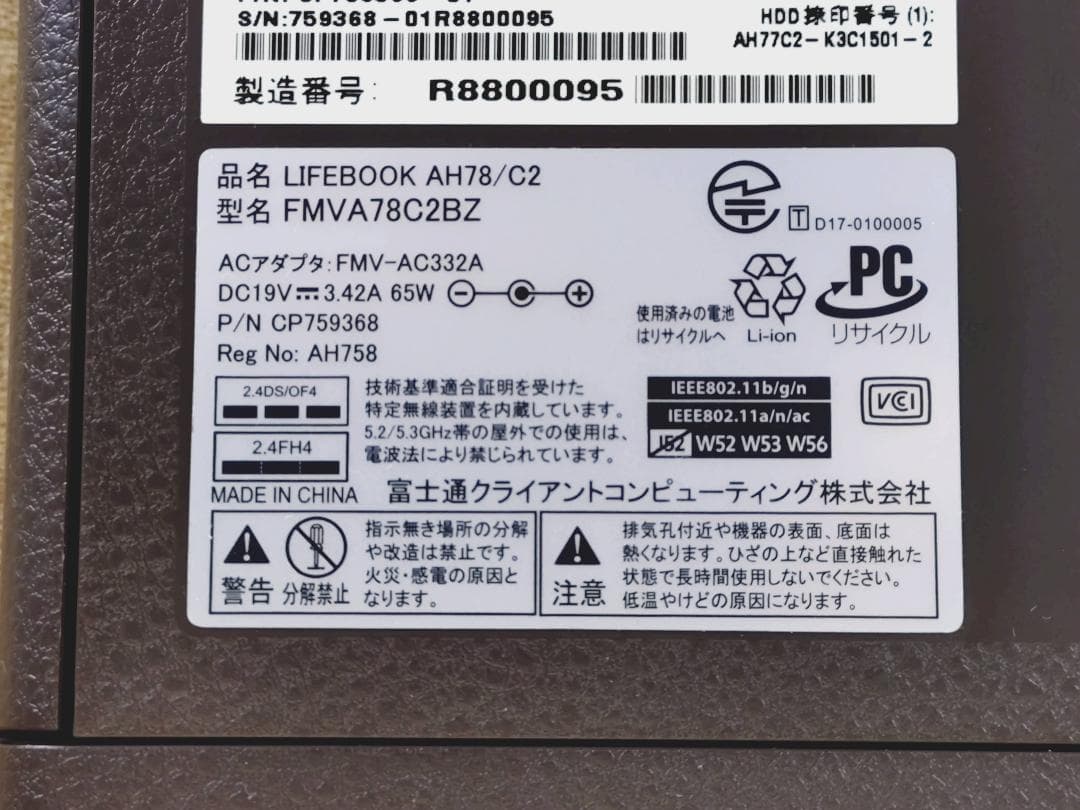 S/N:759368-01R8800095
HDD捺印番号 (1):
AH77C2-K3C1501-2
製造番号: R8800095
品名 LIFEBOOK AH78/C2
型名 FMVA78C2BZ
T D17-0100005
ACアダプタ:FMV-AC332A
DC19V 3.42A 65W
P/N CP759368
Reg No: AH758
使用済みの電池
はリサイクルへ
Li-ion
PC
リサイクル
2.4DS/OF4
2.4FH4
技術基準適合証明を受けた
特定無線装置を内蔵しています。
5.2/5.3GHz帯の屋外での使用は、
電波法により禁じられています。
IEEE802.11b/g/n
IEEE802.11a/n/ac
J52 W52 W53 W56
VCI
MADE IN CHINA
富士通クライアントコンピューティング株式会社
警告
分解禁止
指示無き場所の分解
や改造は禁止です。
火災・感電の原因と
なります。
注意
排気孔付近や機器の表面、底面は
熱くなります。ひざの上など直接触れた
状態で長時間使用しないでください。
低温やけどの原因になります。